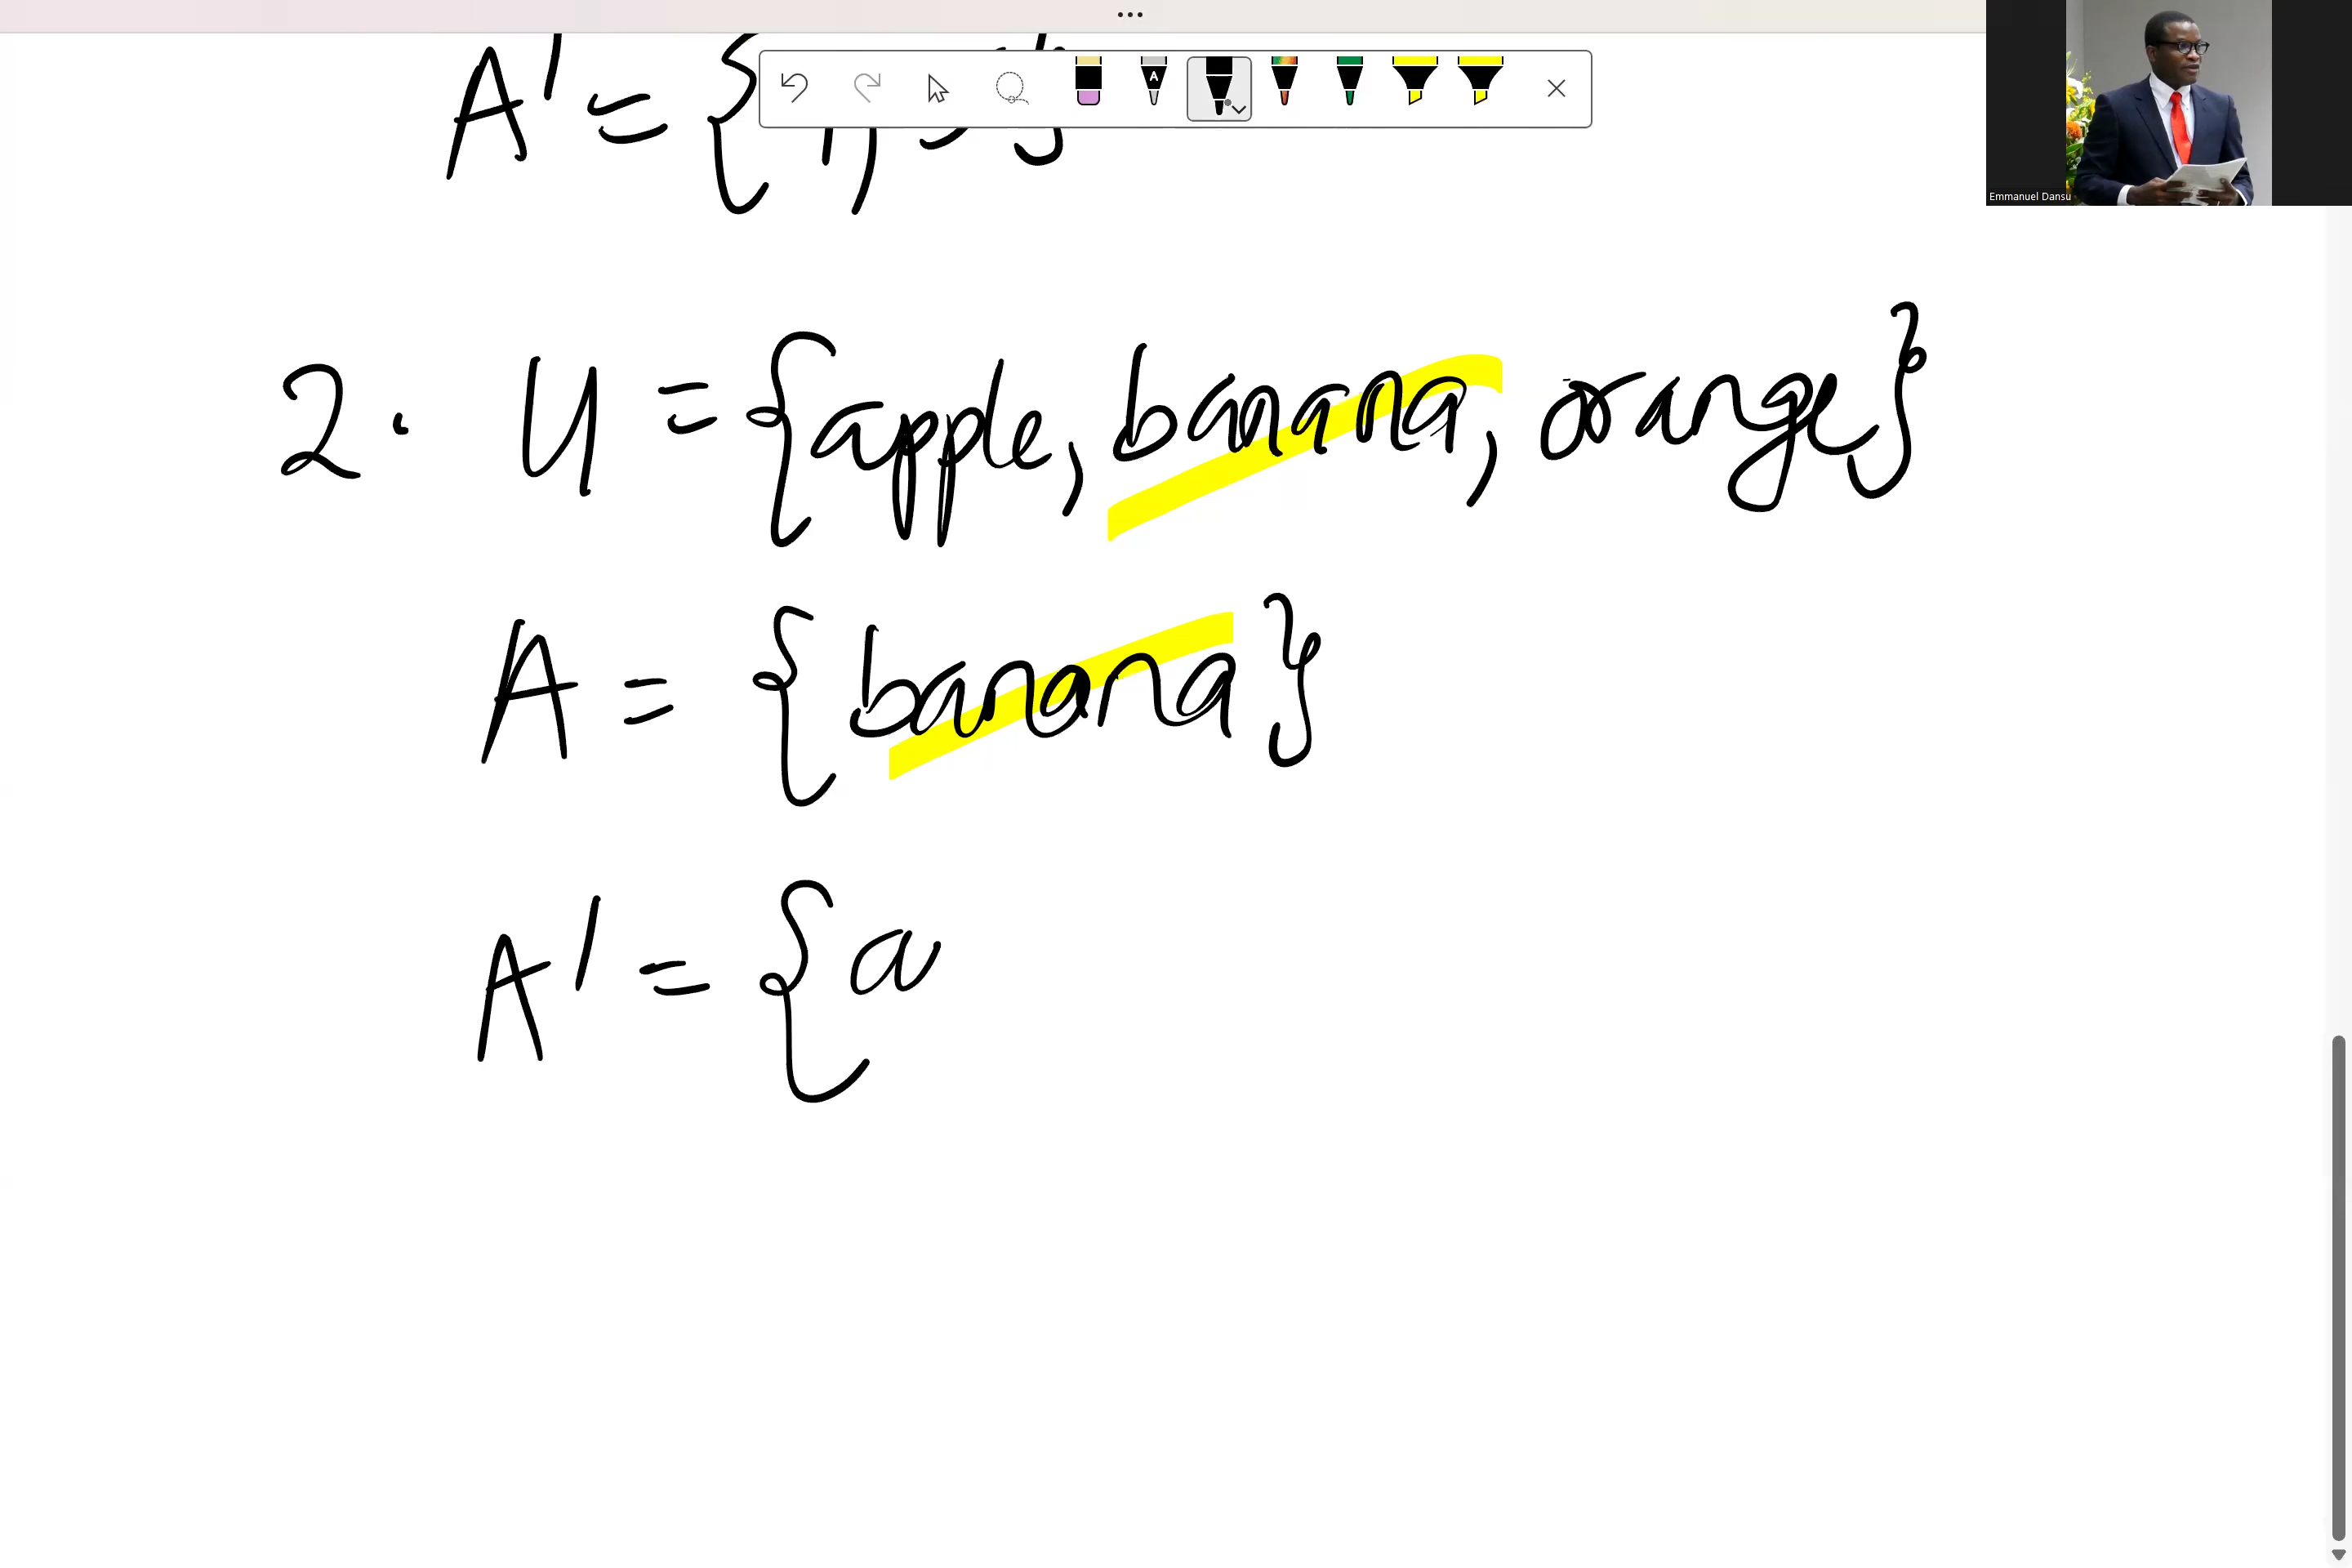 A' = {
Emmanuel Dansu
2. U = {apple, banana, orange}
A = {banana}
A' = {a